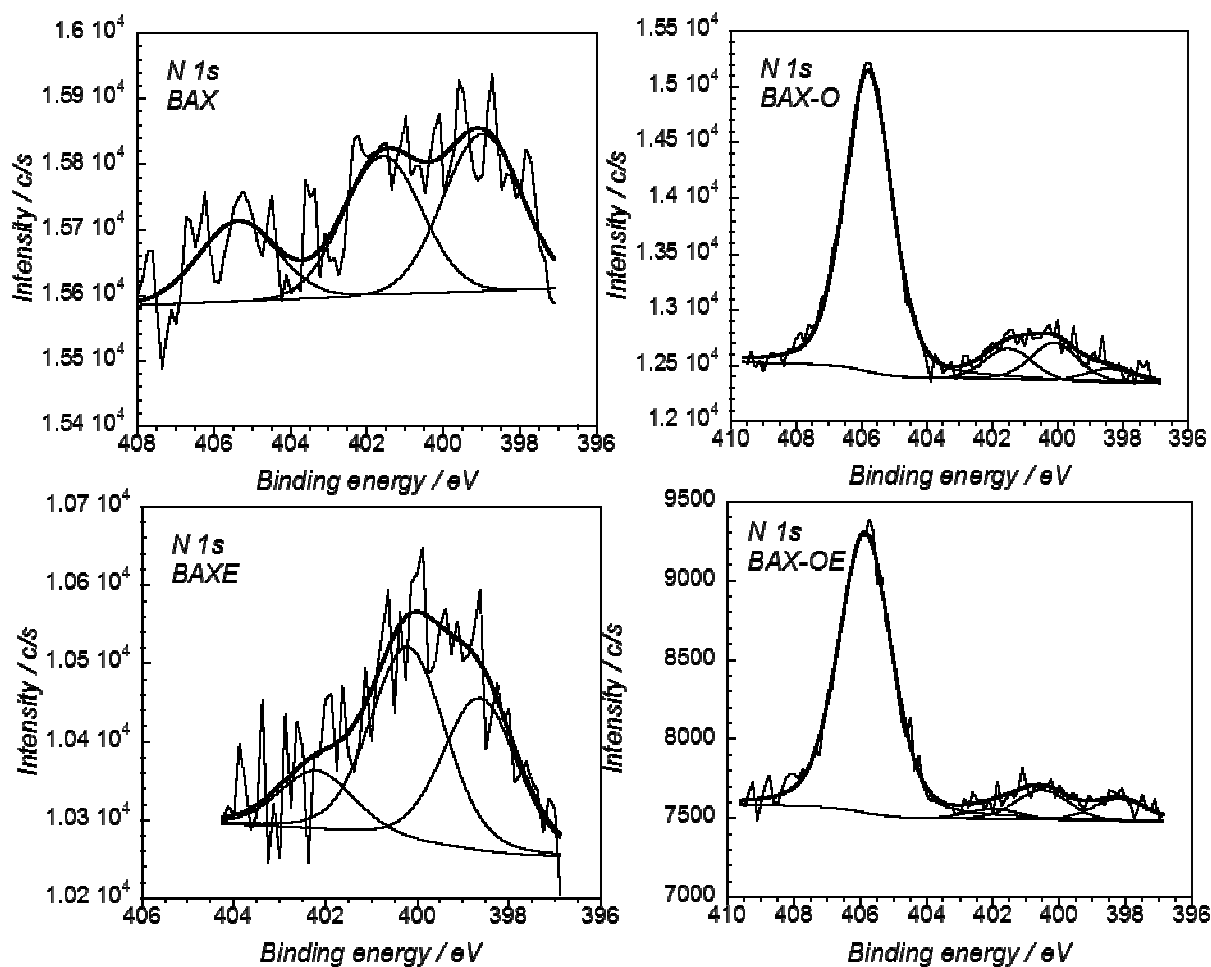 1.6 10⁴
1.59 10⁴
1.58 10⁴
1.57 10⁴
1.56 10⁴
1.55 10⁴
1.54 10⁴
Intensity / c/s
N 1s
BAX
408 406 404 402 400 398 396
Binding energy / eV
1.55 10⁴
1.5 10⁴
1.45 10⁴
1.4 10⁴
1.35 10⁴
1.3 10⁴
1.25 10⁴
1.2 10⁴
Intensity / c/s
N 1s
BAX-O
410 408 406 404 402 400 398 396
Binding energy / eV
1.07 10⁴
1.06 10⁴
1.05 10⁴
1.04 10⁴
1.03 10⁴
1.02 10⁴
Intensity / c/s
N 1s
BAXE
406 404 402 400 398 396
Binding energy / eV
9500
9000
8500
8000
7500
7000
Intensity / c/s
N 1s
BAX-OE
410 408 406 404 402 400 398 396
Binding energy / eV